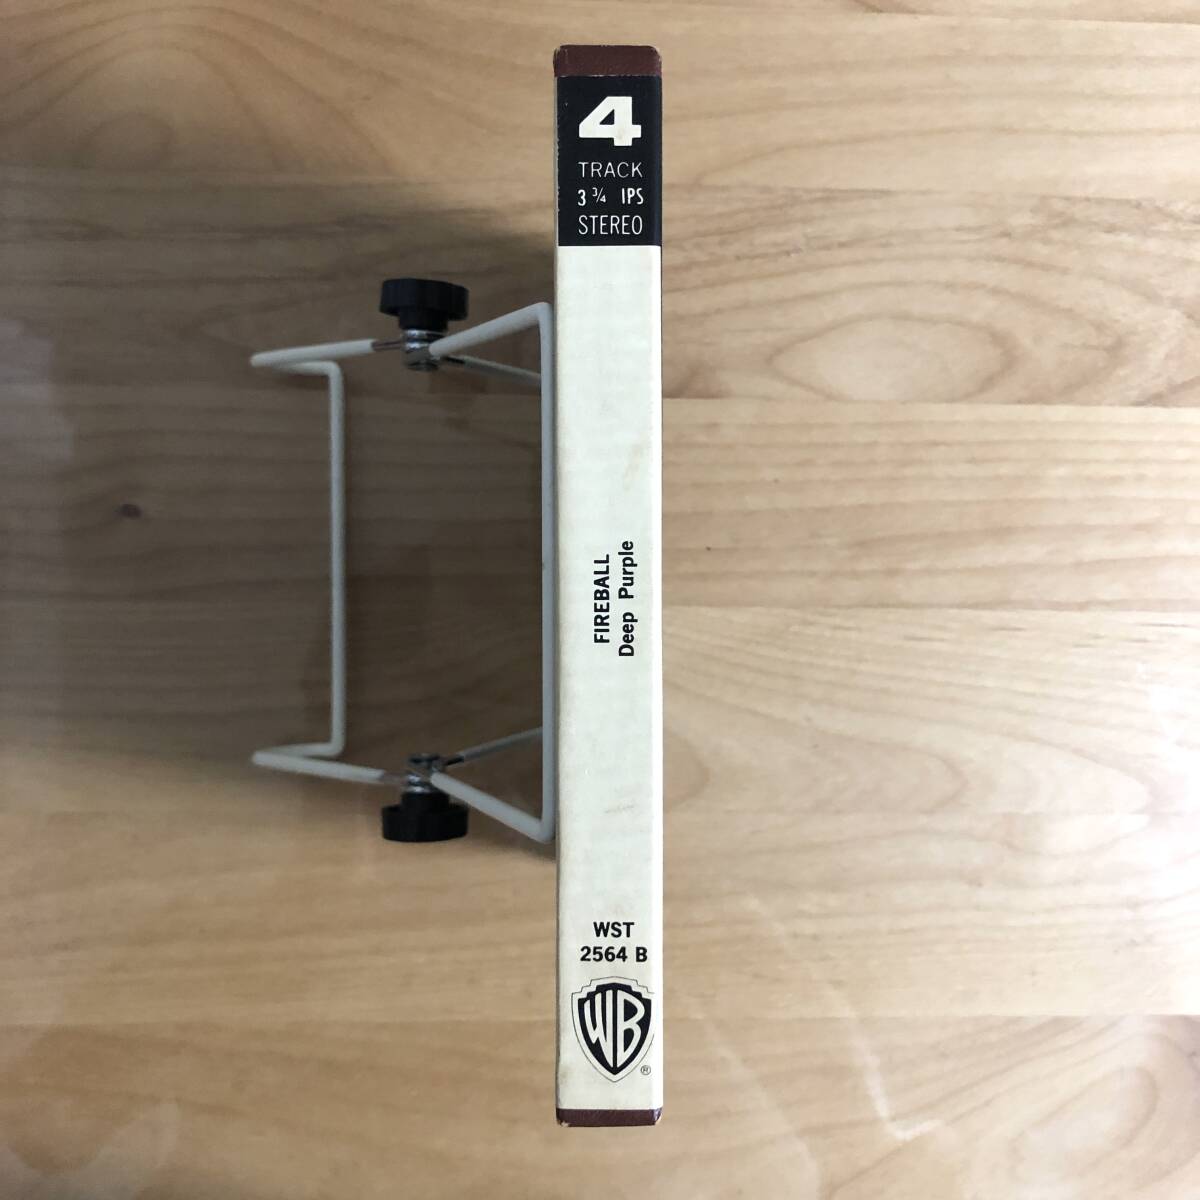 4
TRACK
3 ¾ IPS
STEREO
FIREBALL
Deep Purple
WST
2564 B
WB
®